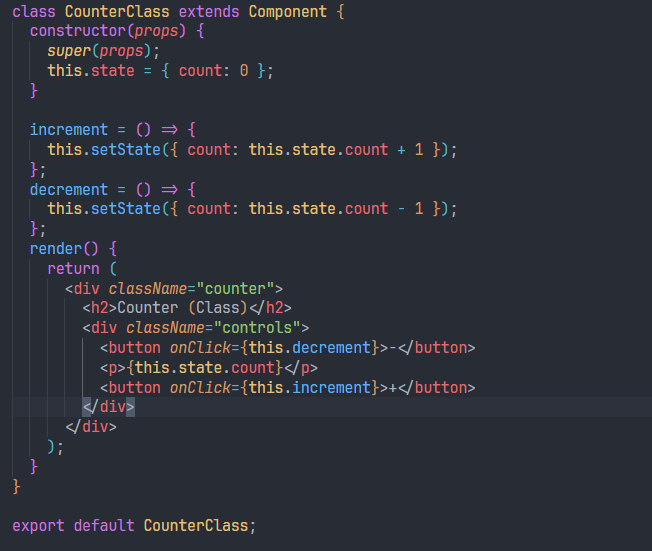 class CounterClass extends Component {
  constructor(props) {
    super(props);
    this.state = { count: 0 };
  }

  increment = () => {
    this.setState({ count: this.state.count + 1 });
  };
  decrement = () => {
    this.setState({ count: this.state.count - 1 });
  };
  render() {
    return (
      <div className="counter">
        <h2>Counter (Class)</h2>
        <div className="controls">
          <button onClick={this.decrement}>-</button>
          <p>{this.state.count}</p>
          <button onClick={this.increment}>+</button>
        </div>
      </div>
    );
  }
}

export default CounterClass;